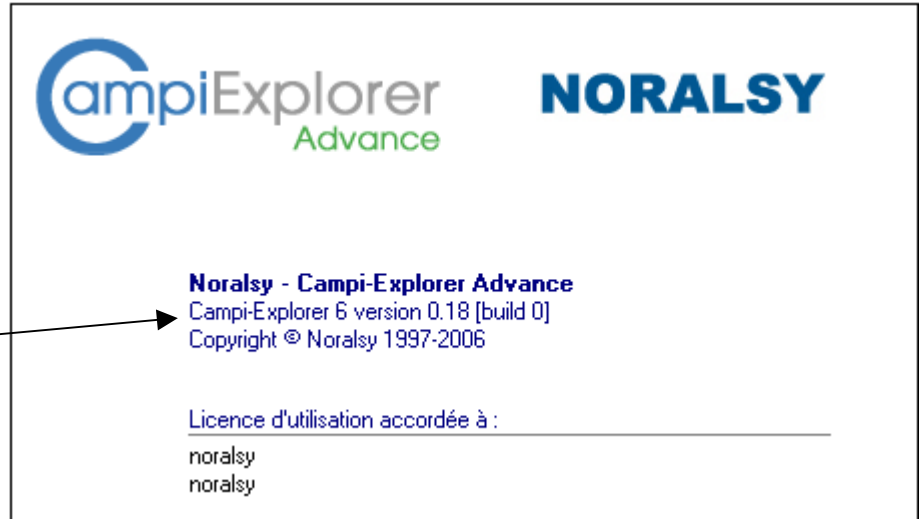 CampiExplorer
Advance
NORALSY
Noralsy - Campi-Explorer Advance
Campi-Explorer 6 version 0.18 [build 0]
Copyright © Noralsy 1997-2006
Licence d'utilisation accordée à :
noralsy
noralsy